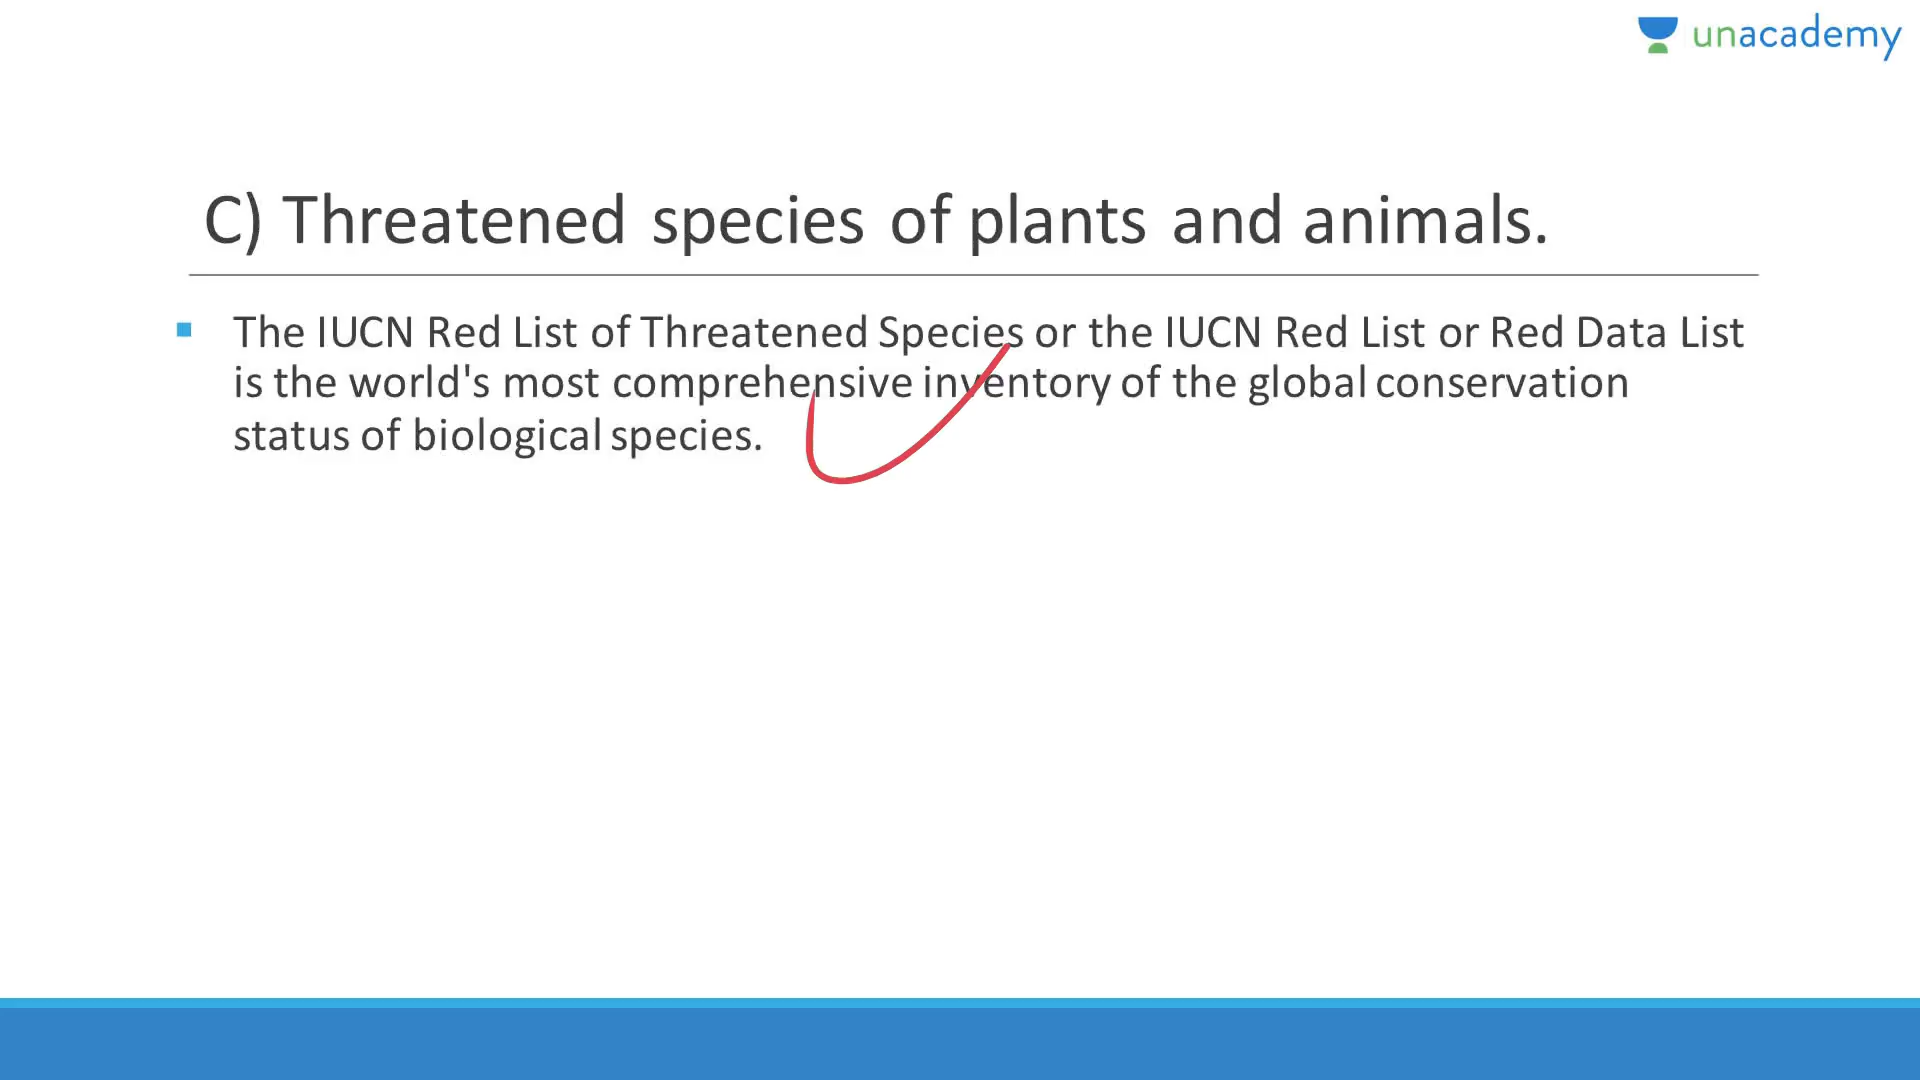 unacademy
C) Threatened species of plants and animals.
The IUCN Red List of Threatened Species or the IUCN Red List or Red Data List
is the world's most comprehensive inventory of the global conservation
status of biological species.